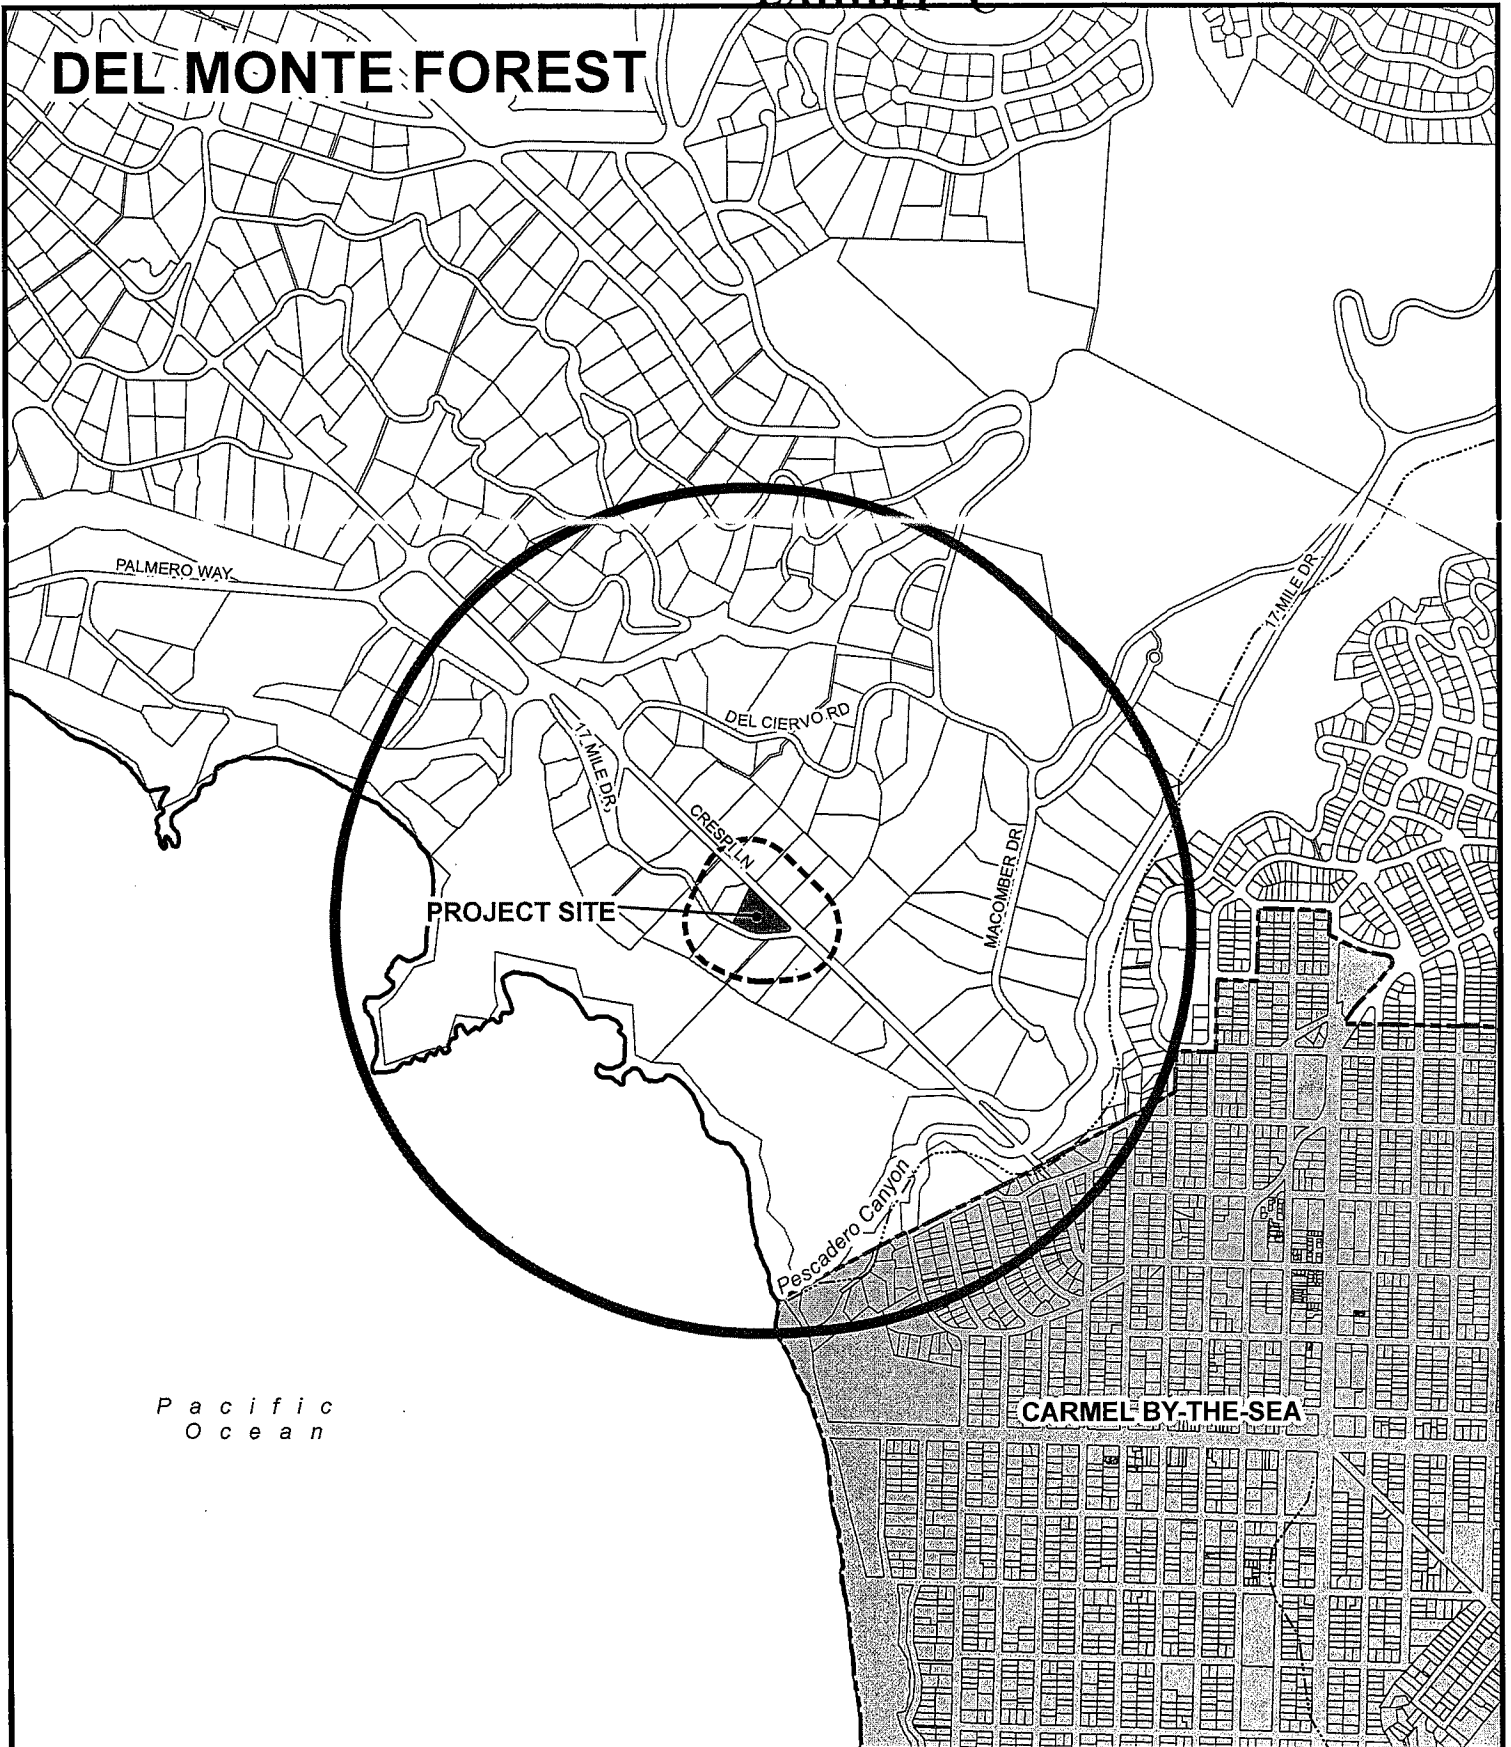 DEL MONTE FOREST
PALMERO WAY
17 MILE DR
DEL CIERVO RD
17 MILE DR
CRESPI LN
MACOMBER DR
PROJECT SITE
Pescadero Canyon
Pacific
Ocean
CARMEL BY-THE-SEA